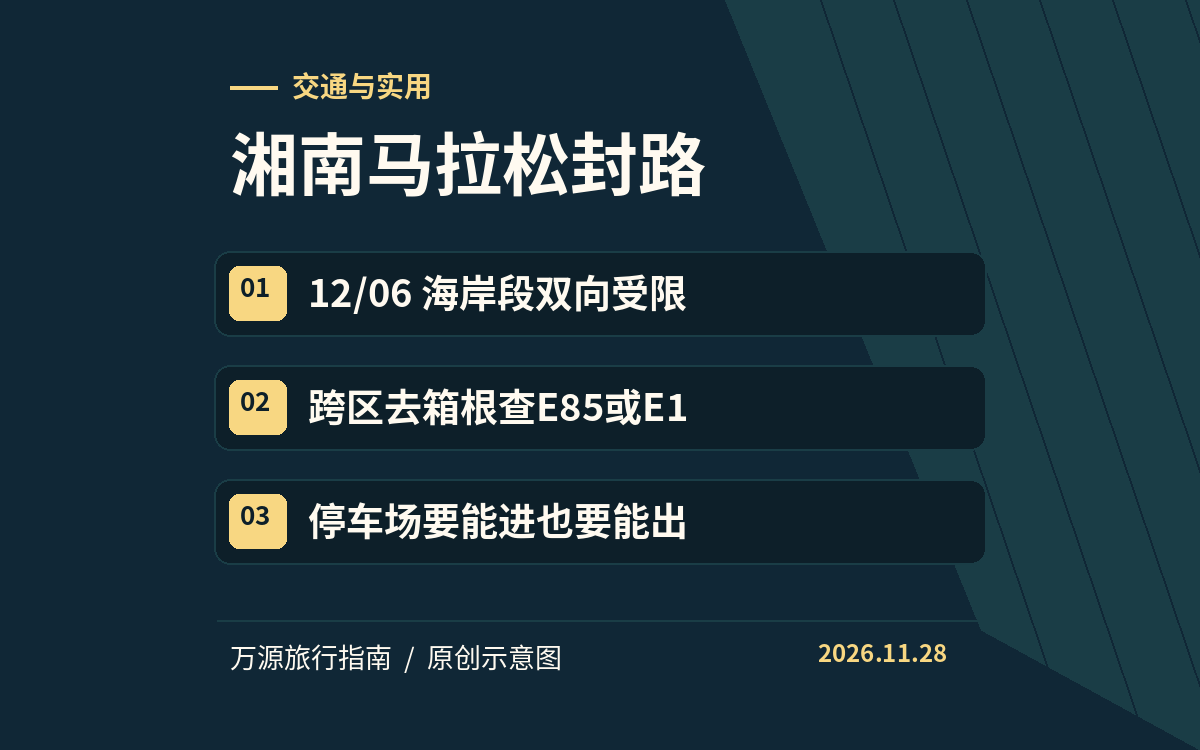 交通与实用
湘南马拉松封路
01 12/06 海岸段双向受限
02 跨区去箱根查E85或E1
03 停车场要能进也要能出
万源旅行指南 / 原创示意图
2026.11.28